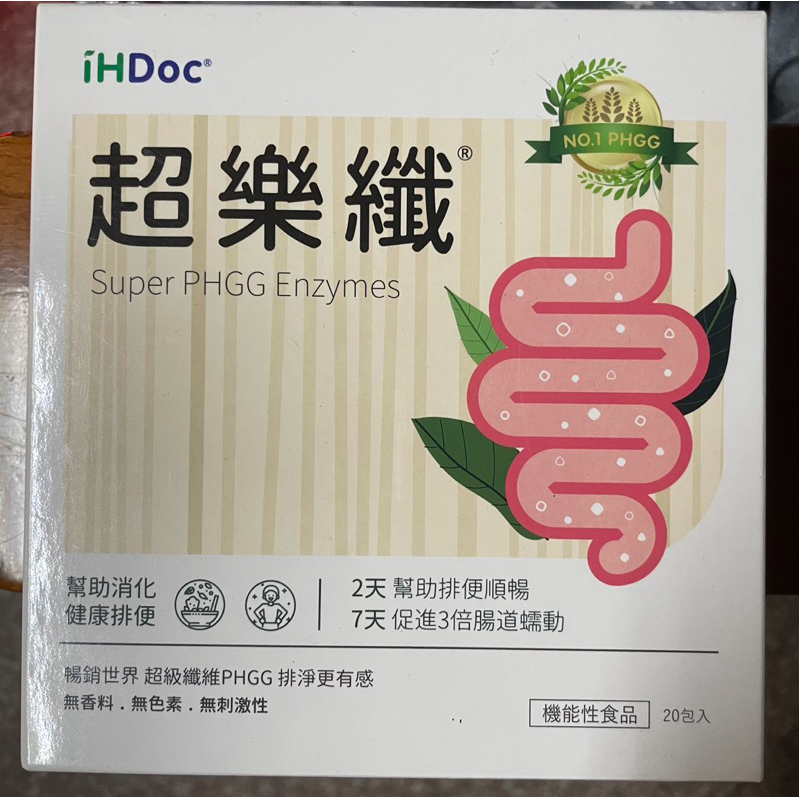 iHDoc®
NO.1 PHGG
超樂纖®
Super PHGG Enzymes
幫助消化
健康排便
2天 幫助排便順暢
7天 促進3倍腸道蠕動
暢銷世界 超級纖維PHGG 排淨更有感
無香料．無色素．無刺激性
機能性食品 20包入